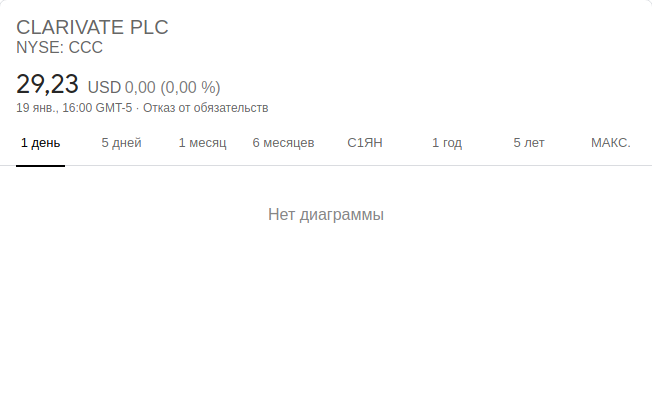 CLARIVATE PLC
NYSE: CCC
29,23 USD 0,00 (0,00 %)
19 янв., 16:00 GMT-5 · Отказ от обязательств
1 день 5 дней 1 месяц 6 месяцев С1ЯН 1 год 5 лет МАКС.
Нет диаграммы